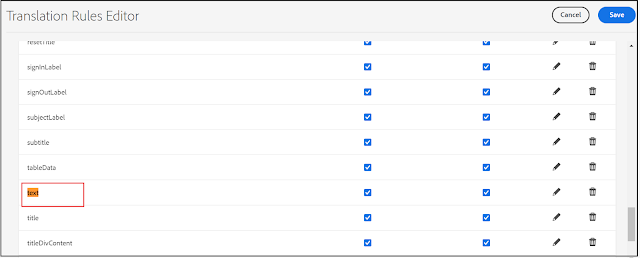 Translation Rules Editor
Cancel
Save
resetTitle
signInLabel
signOutLabel
subjectLabel
subtitle
tableData
text
title
titleDivContent